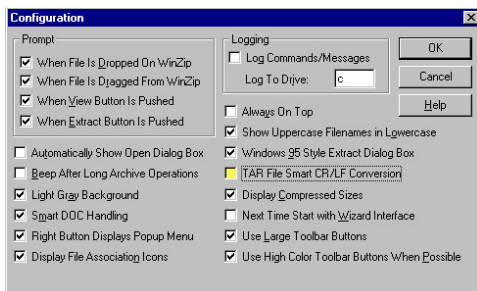 Configuration
Prompt
When File Is Dropped On WinZip
When File Is Dragged From WinZip
When View Button Is Pushed
When Extract Button Is Pushed
Logging
Log Commands/Messages
Log To Drive:
c
OK
Cancel
Help
Automatically Show Open Dialog Box
Beep After Long Archive Operations
Light Gray Background
Smart DOC Handling
Right Button Displays Popup Menu
Display File Association Icons
Always On Top
Show Uppercase Filenames in Lowercase
Windows 95 Style Extract Dialog Box
TAR File Smart CR/LF Conversion
Display Compressed Sizes
Next Time Start with Wizard Interface
Use Large Toolbar Buttons
Use High Color Toolbar Buttons When Possible